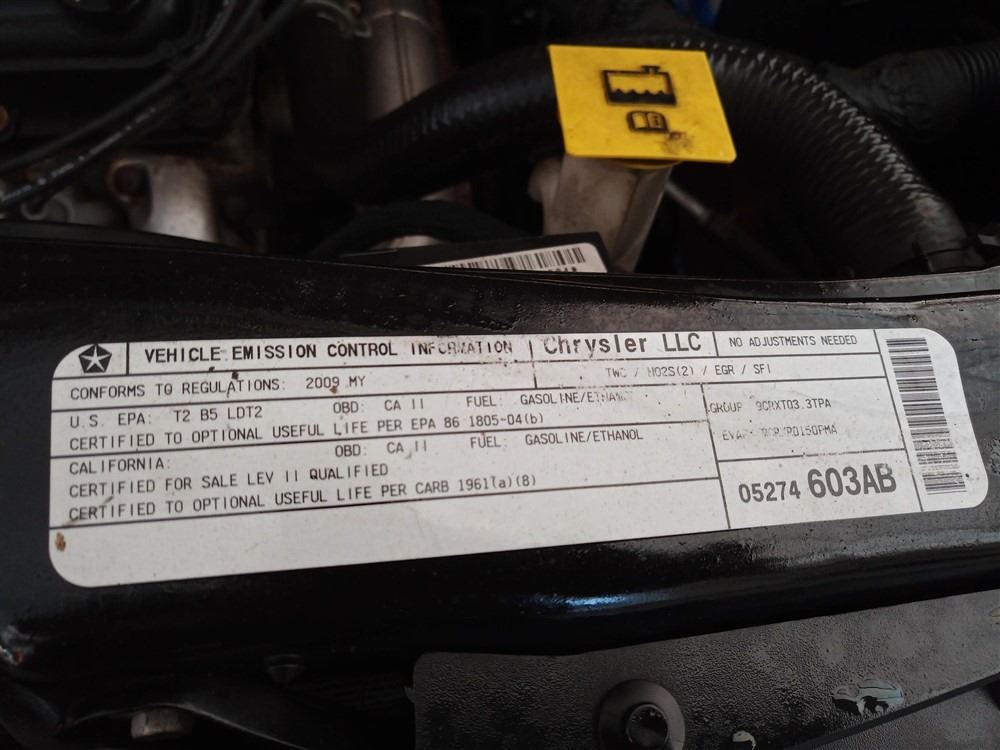 VEHICLE EMISSION CONTROL INFORMATION
Chrysler LLC
NO ADJUSTMENTS NEEDED
CONFORMS TO REGULATIONS: 2009 MY
TWC / HO2S(2) / EGR / SFI
U.S. EPA: T2 B5 LDT2 OBD: CA II FUEL: GASOLINE/ETHANOL
CERTIFIED TO OPTIONAL USEFUL LIFE PER EPA 86 1805-04(b)
GROUP 9CRXT03.3TPA
CALIFORNIA: OBD: CA II FUEL: GASOLINE/ETHANOL
EVAP
CERTIFIED FOR SALE LEV II QUALIFIED
CERTIFIED TO OPTIONAL USEFUL LIFE PER CARB 1961(a)(8)
05274 603AB